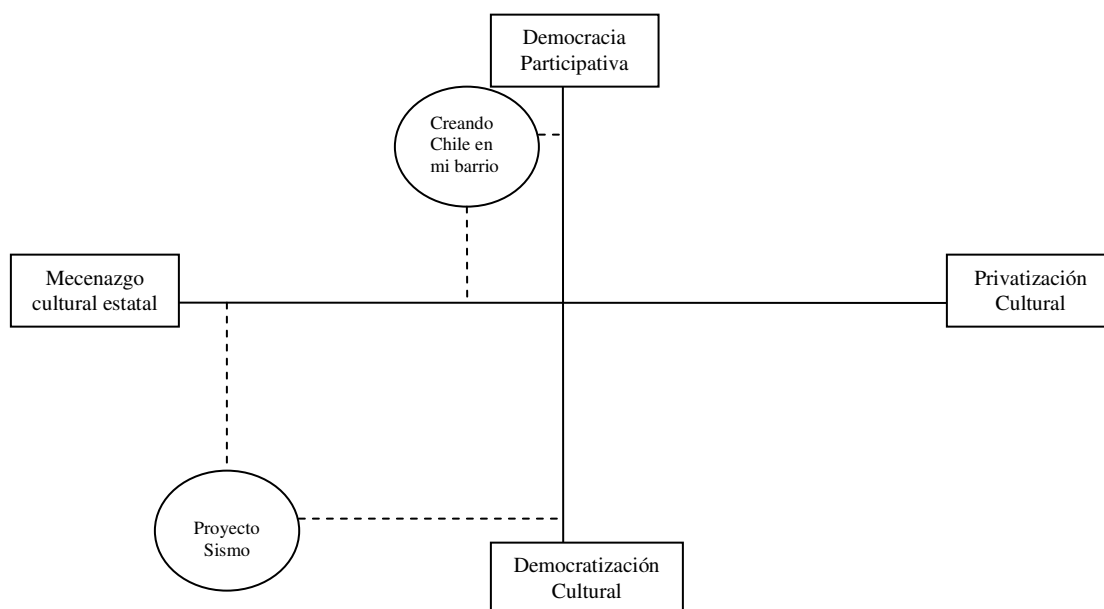 Democracia
Participativa
Creando
Chile en
mi barrio
Mecenazgo
cultural estatal
Privatización
Cultural
Proyecto
Sismo
Democratización
Cultural